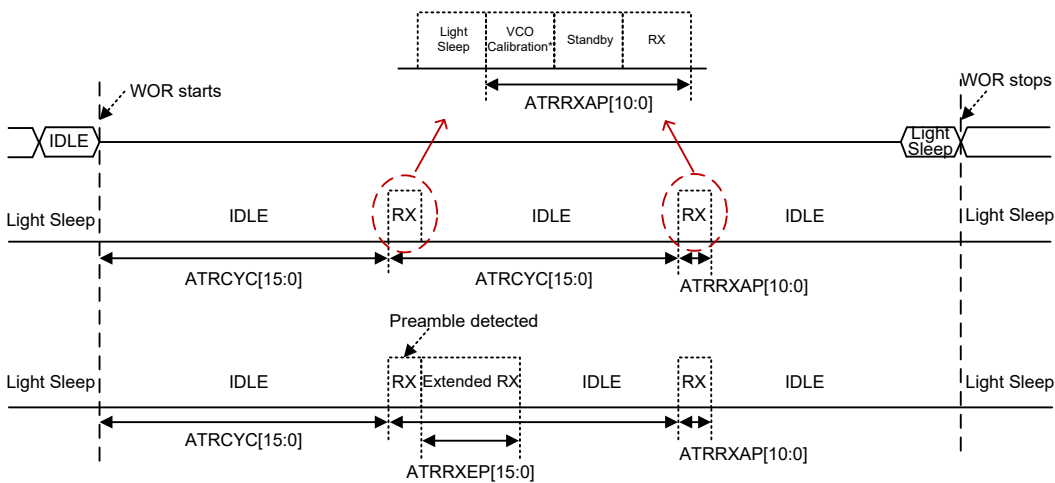 Light
Sleep
VCO
Calibration*
Standby
RX
ATRRXAP[10:0]
WOR starts
WOR stops
IDLE
Light
Sleep
Light Sleep
IDLE
RX
IDLE
RX
IDLE
Light Sleep
ATRCYC[15:0]
ATRCYC[15:0]
ATRRXAP[10:0]
Preamble detected
Light Sleep
IDLE
RX
Extended RX
IDLE
RX
IDLE
Light Sleep
ATRCYC[15:0]
ATRRXEP[15:0]
ATRRXAP[10:0]